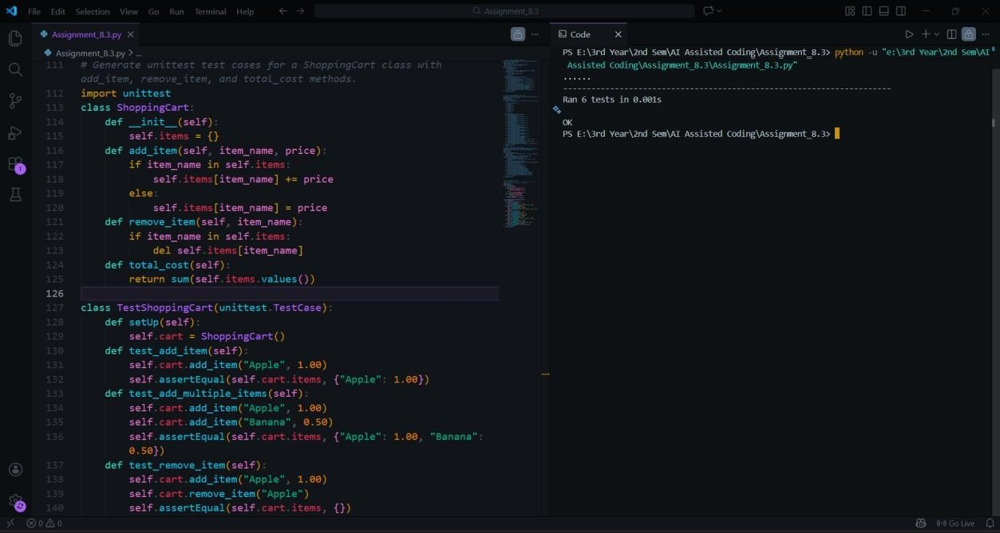 File Edit Selection View Go Run Terminal Help
Assignment_8.3
Assignment_8.3.py
Assignment_8.3.py > ...
111 # Generate unittest test cases for a ShoppingCart class with
add_item, remove_item, and total_cost methods.
112 import unittest
113 class ShoppingCart:
114     def __init__(self):
115         self.items = {}
116     def add_item(self, item_name, price):
117         if item_name in self.items:
118             self.items[item_name] += price
119         else:
120             self.items[item_name] = price
121     def remove_item(self, item_name):
122         if item_name in self.items:
123             del self.items[item_name]
124     def total_cost(self):
125         return sum(self.items.values())
126
127 class TestShoppingCart(unittest.TestCase):
128     def setUp(self):
129         self.cart = ShoppingCart()
130     def test_add_item(self):
131         self.cart.add_item("Apple", 1.00)
132         self.assertEqual(self.cart.items, {"Apple": 1.00})
133     def test_add_multiple_items(self):
134         self.cart.add_item("Apple", 1.00)
135         self.cart.add_item("Banana", 0.50)
136         self.assertEqual(self.cart.items, {"Apple": 1.00, "Banana":
0.50})
137     def test_remove_item(self):
138         self.cart.add_item("Apple", 1.00)
139         self.cart.remove_item("Apple")
140         self.assertEqual(self.cart.items, {})
Code
PS E:\3rd Year\2nd Sem\AI Assisted Coding\Assignment_8.3> python -u "e:\3rd Year\2nd Sem\AI
Assisted Coding\Assignment_8.3\Assignment_8.3.py"
......
----------------------------------------------------------------------
Ran 6 tests in 0.001s

OK
PS E:\3rd Year\2nd Sem\AI Assisted Coding\Assignment_8.3>
1
0 0
Go Live